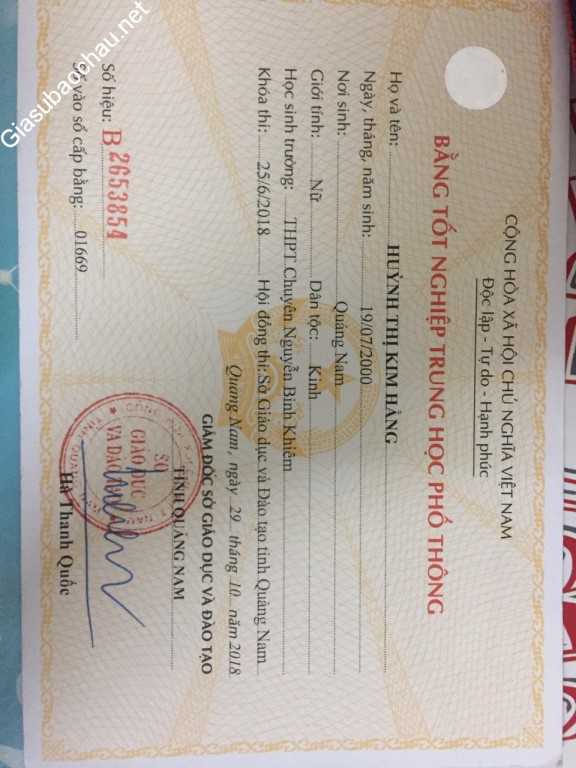 CỘNG HÒA XÃ HỘI CHỦ NGHĨA VIỆT NAM
Độc lập - Tự do - Hạnh phúc
BẰNG TỐT NGHIỆP TRUNG HỌC PHỔ THÔNG
Họ và tên: HUỲNH THỊ KIM HẰNG
Ngày, tháng, năm sinh: 19/07/2000
Nơi sinh: Quảng Nam
Giới tính: Nữ Dân tộc: Kinh
Học sinh trường: THPT Chuyên Nguyễn Bỉnh Khiêm
Khóa thi: 25/6/2018 Hội đồng thi: Sở Giáo dục và Đào tạo tỉnh Quảng Nam
Quảng Nam, ngày 29 tháng 10 năm 2018
GIÁM ĐỐC SỞ GIÁO DỤC VÀ ĐÀO TẠO
TỈNH QUẢNG NAM
SỞ
GIÁO DỤC
VÀ ĐÀO
Hà Thanh Quốc
Số hiệu: B 2653854
Số vào sổ cấp bằng: 01669
Giasubaochau.net